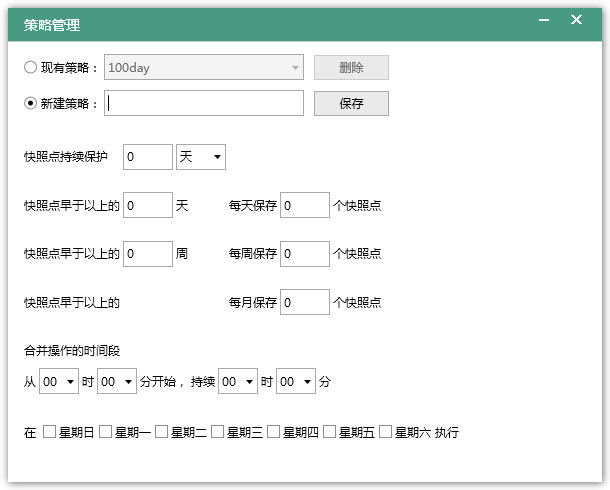 策略管理
现有策略： 100day 删除
新建策略： 保存
快照点持续保护 0 天
快照点早于以上的 0 天 每天保存 0 个快照点
快照点早于以上的 0 周 每周保存 0 个快照点
快照点早于以上的 每月保存 0 个快照点
合并操作的时间段
从 00 时 00 分开始， 持续 00 时 00 分
在 星期日 星期一 星期二 星期三 星期四 星期五 星期六 执行